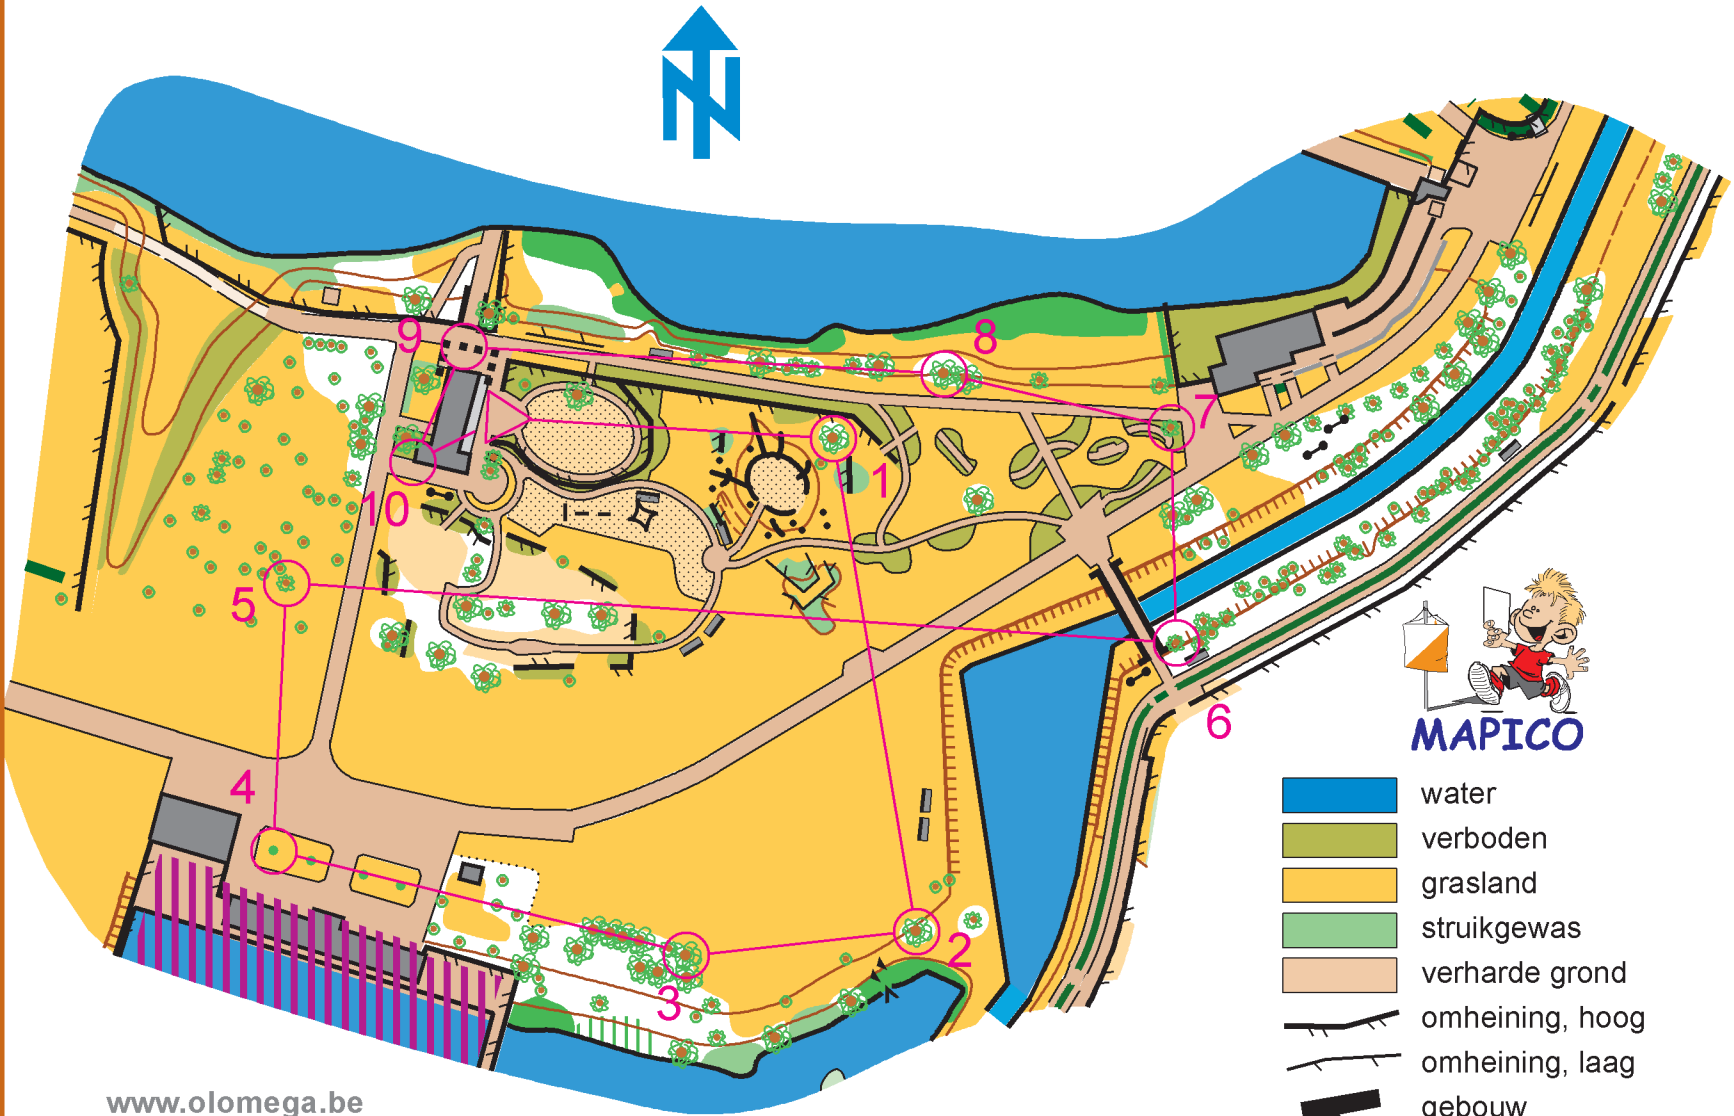 N
9
8
7
1
10
5
6
4
2
3
MAPICO
water
verboden
grasland
struikgewas
verharde grond
omheining, hoog
omheining, laag
gebouw
www.olomega.be